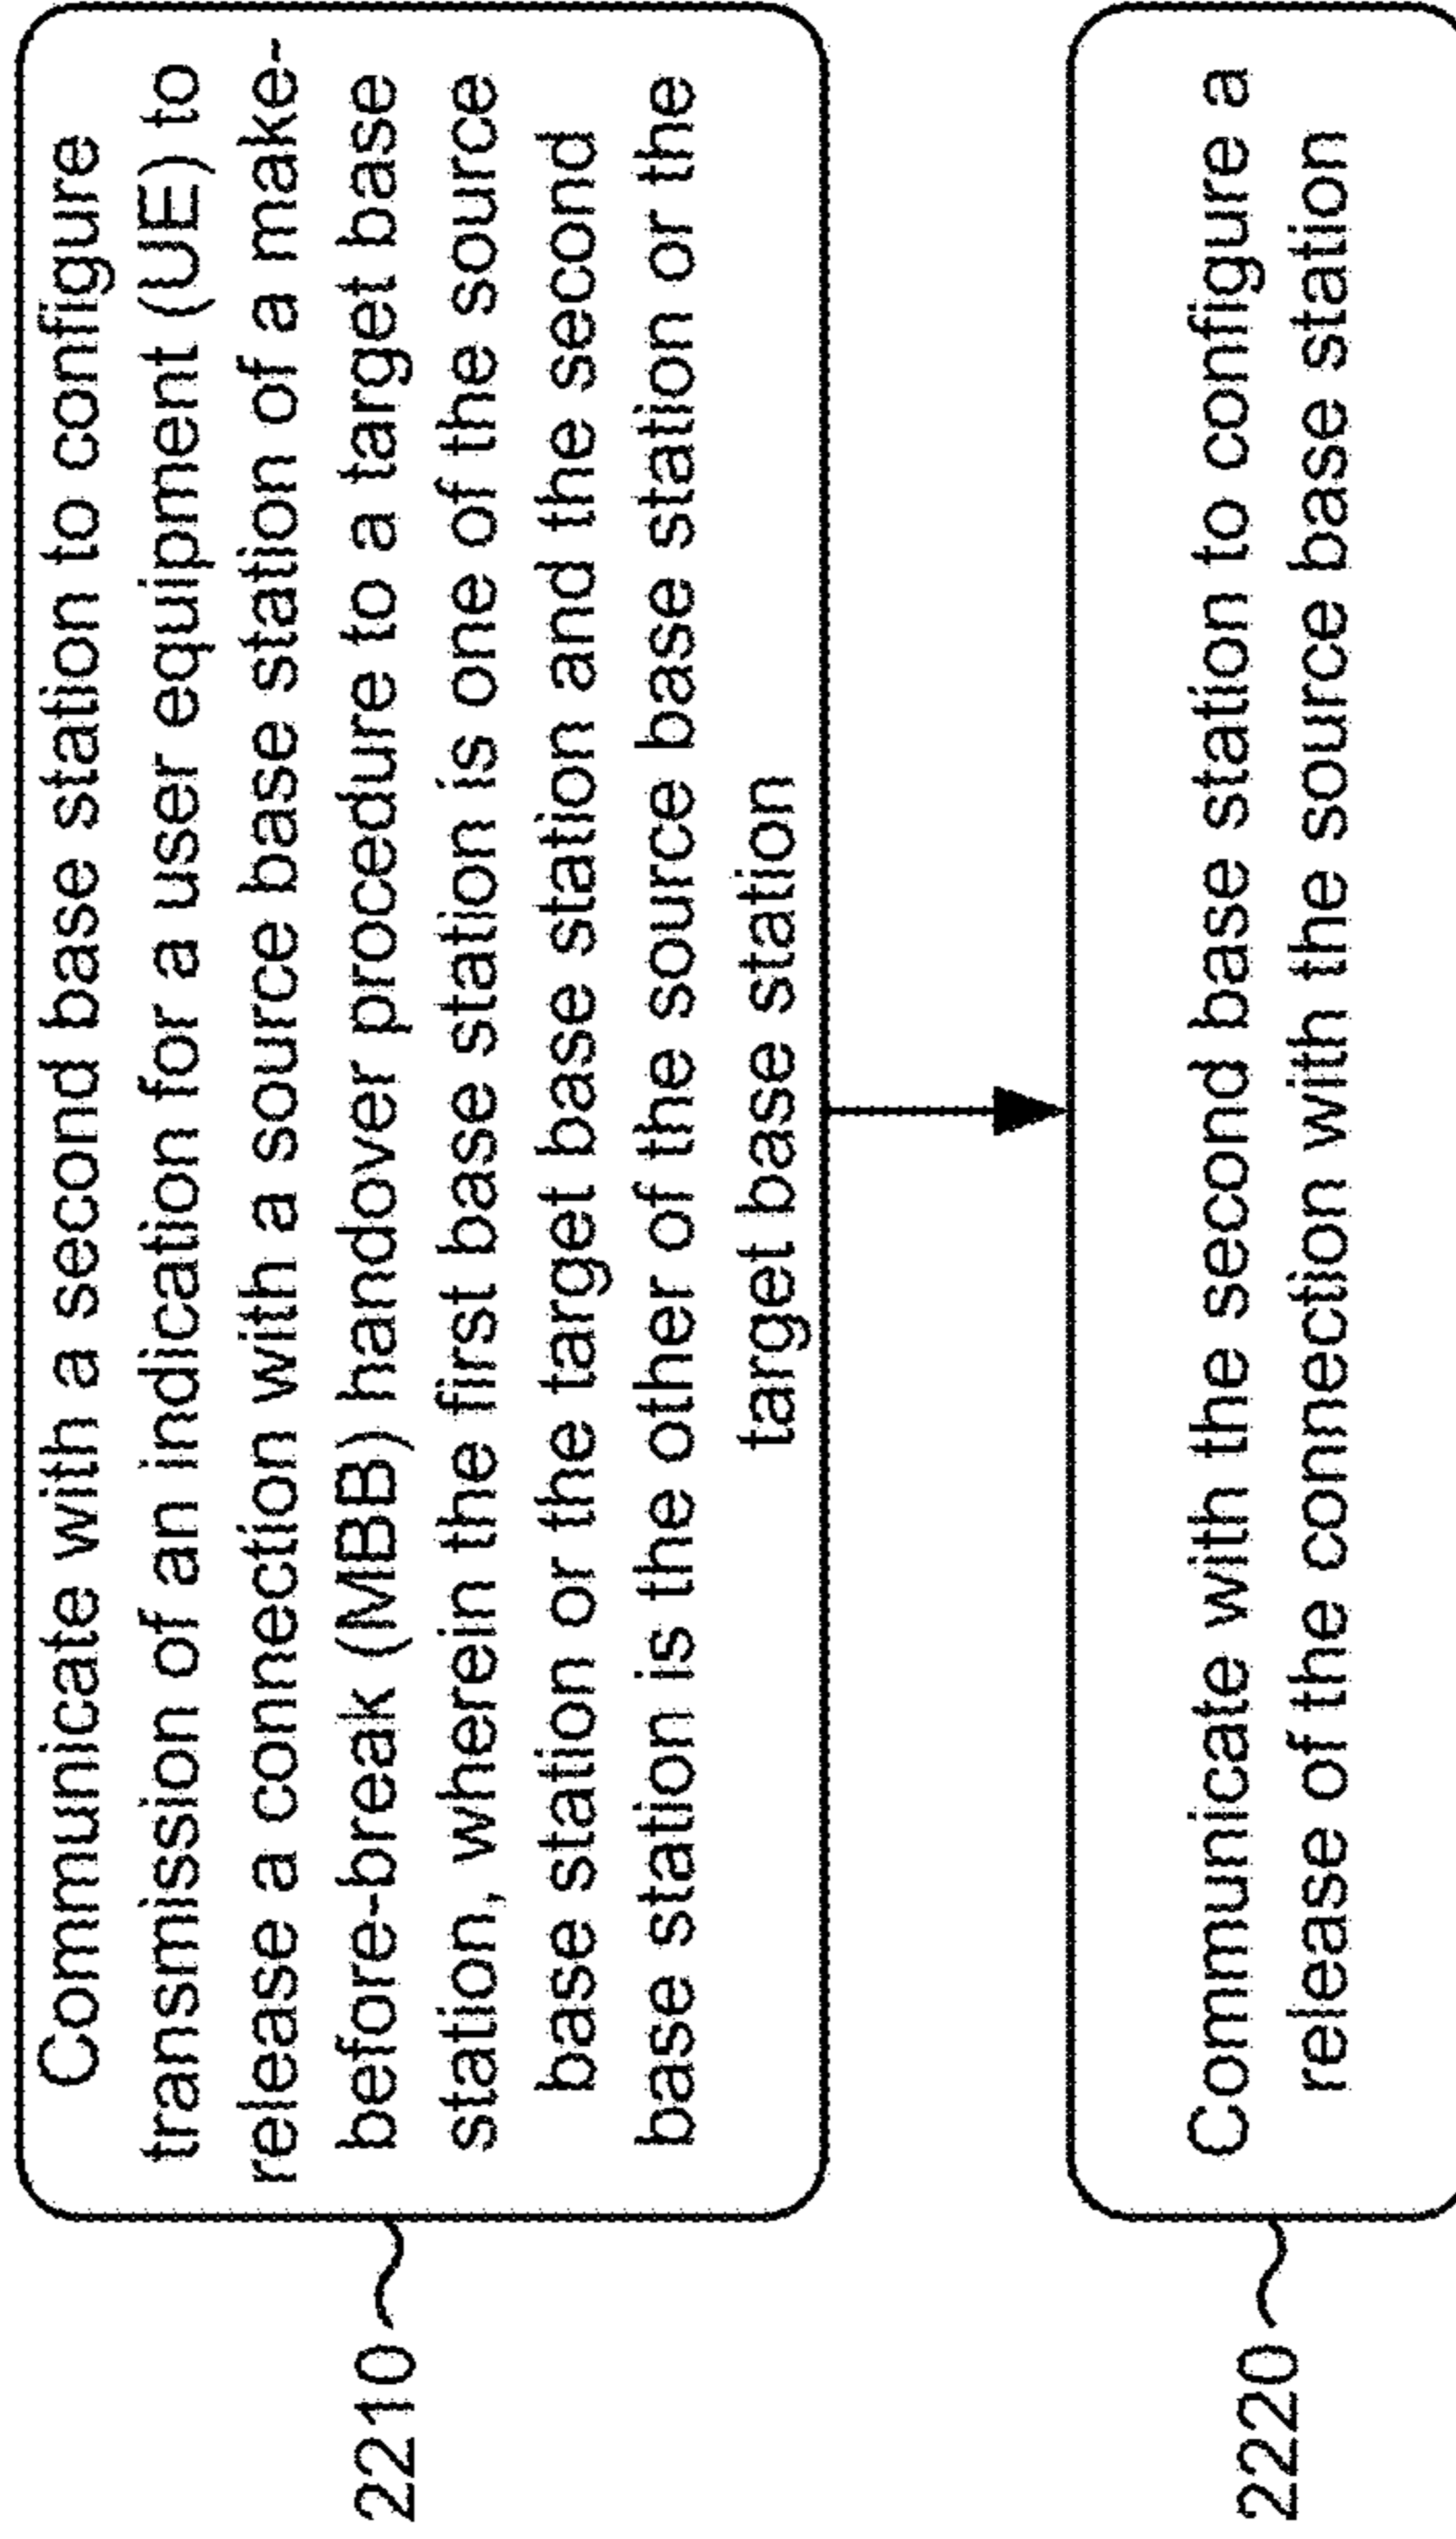 Communicate with a second base station to configure
transmission of an indication for a user equipment (UE) to
release a connection with a source base station of a make-
before-break (MBB) handover procedure to a target base
station, wherein the first base station is one of the source
base station or the target base station and the second
base station is the other of the source base station or the
target base station
2210
Communicate with the second base station to configure a
release of the connection with the source base station
2220